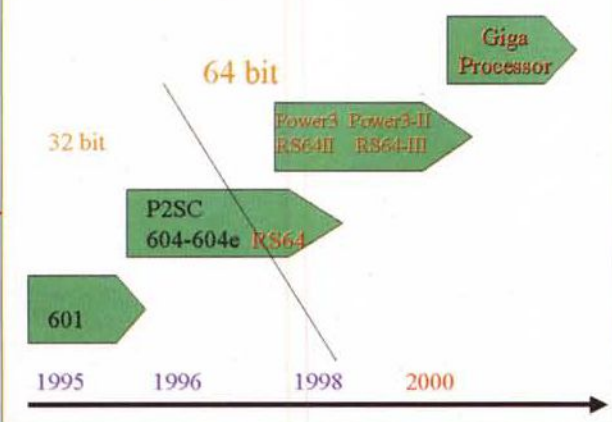 Giga
Processor
64 bit
Power3 Power3-II
RS64II RS64-III
32 bit
P2SC
604-604e RS64
601
1995 1996 1998 2000